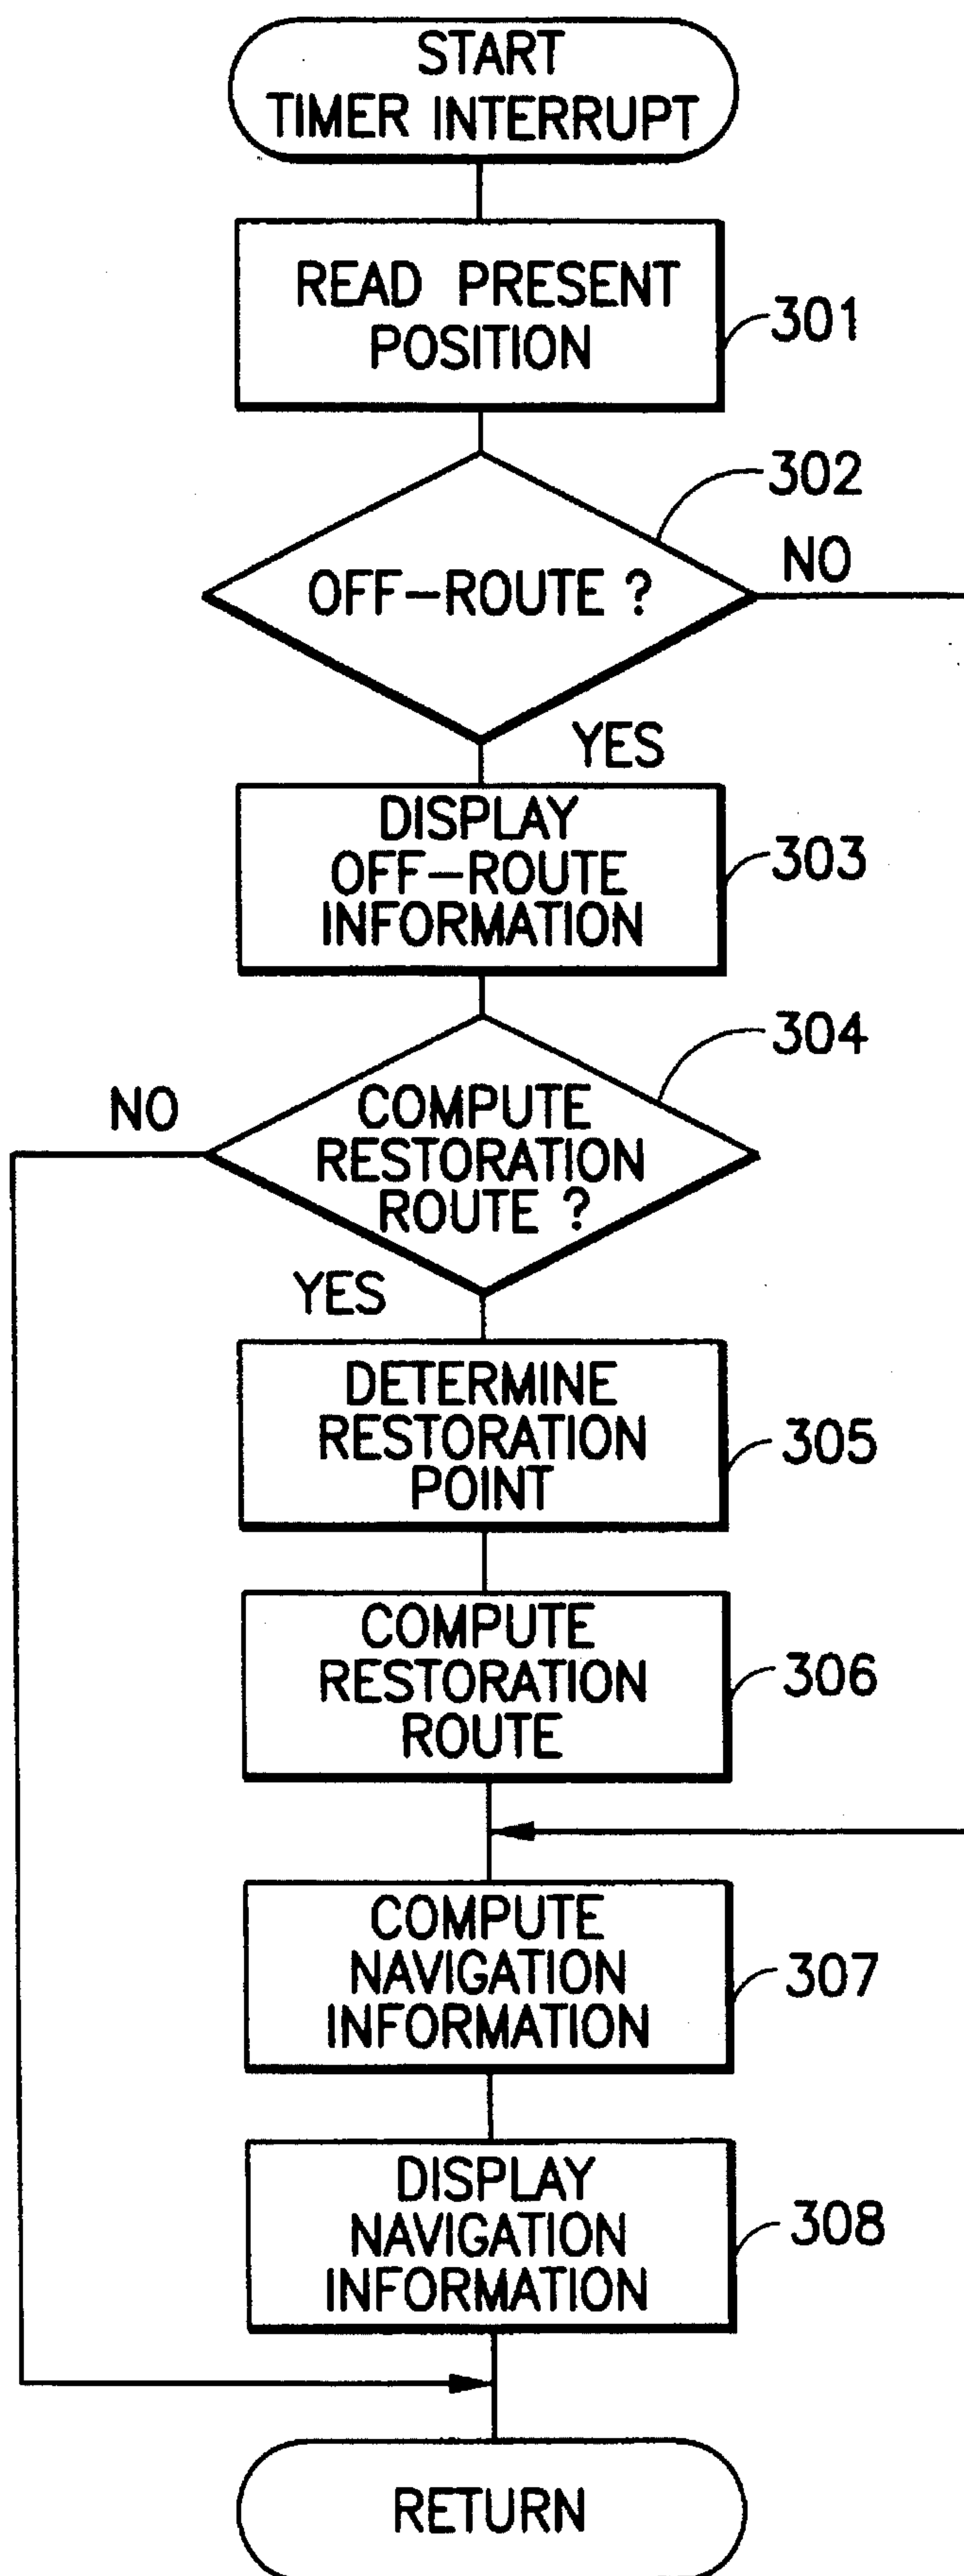 START
TIMER INTERRUPT
READ PRESENT
POSITION
301
302
OFF-ROUTE ?
NO
YES
DISPLAY
OFF-ROUTE
INFORMATION
303
304
NO
COMPUTE
RESTORATION
ROUTE ?
YES
DETERMINE
RESTORATION
POINT
305
COMPUTE
RESTORATION
ROUTE
306
COMPUTE
NAVIGATION
INFORMATION
307
DISPLAY
NAVIGATION
INFORMATION
308
RETURN